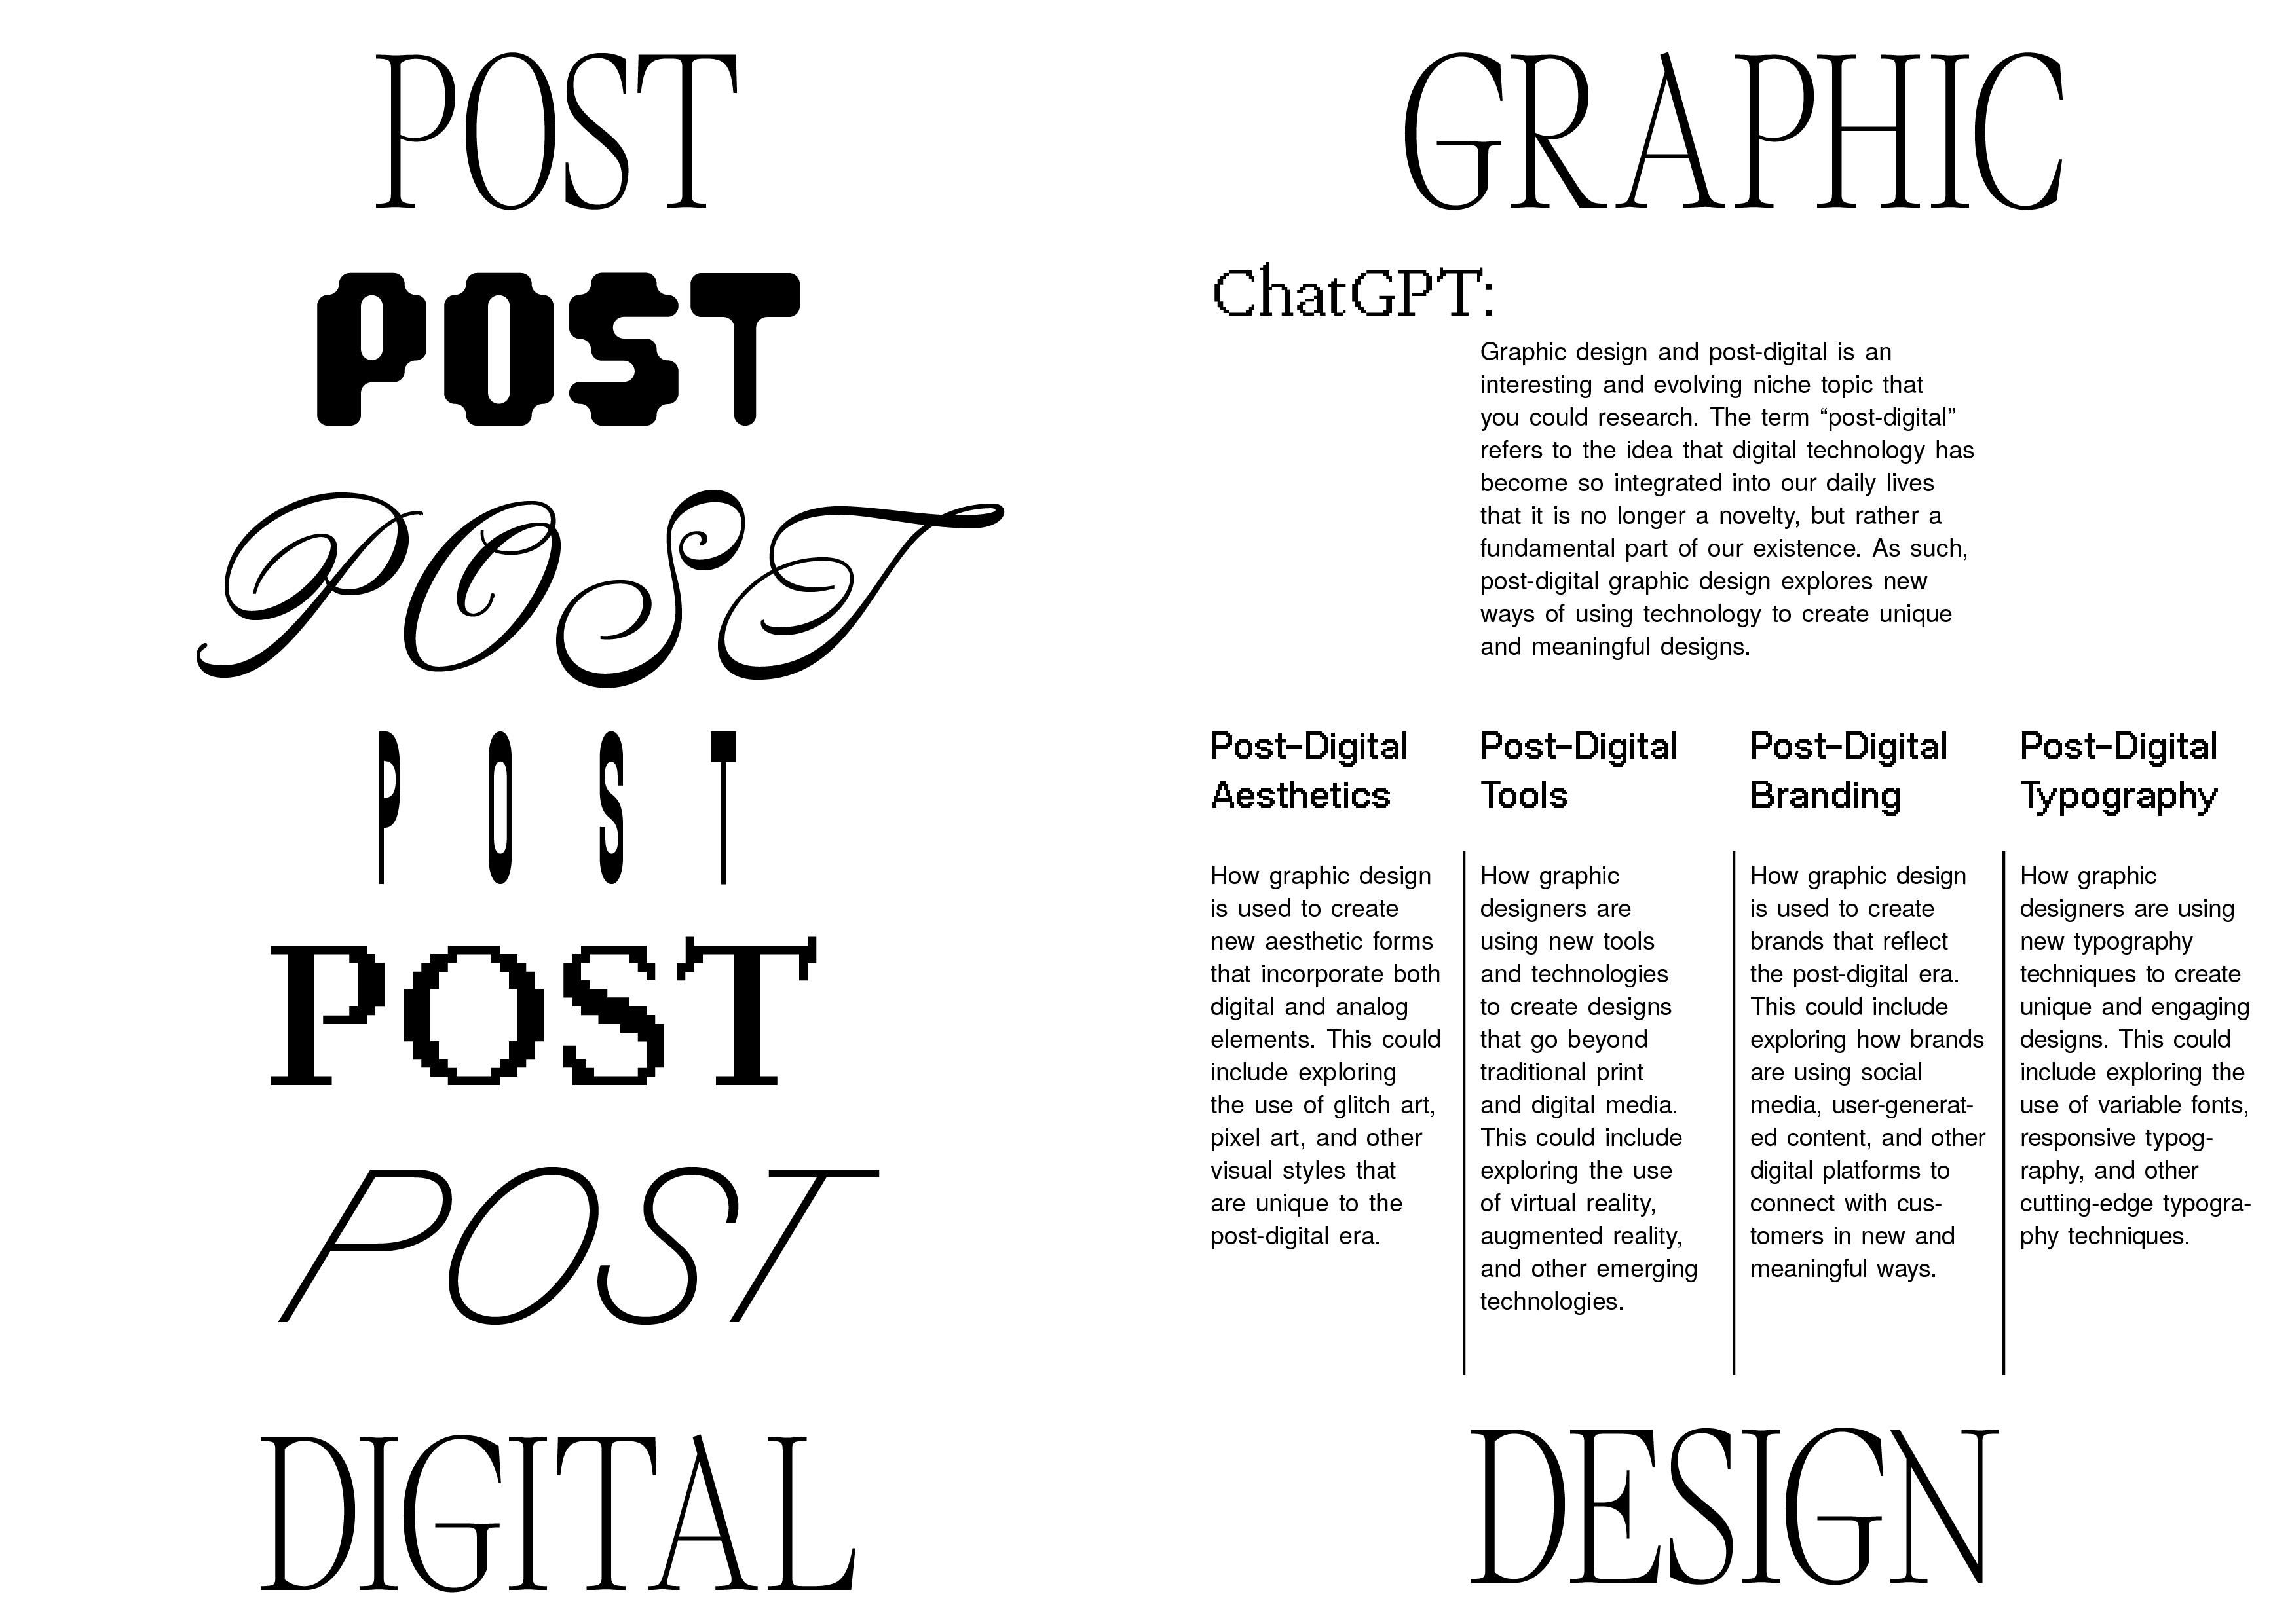 POST
POST
POST
POST
POST
POST
DIGITAL
GRAPHIC
ChatGPT:
Graphic design and post-digital is an
interesting and evolving niche topic that
you could research. The term “post-digital”
refers to the idea that digital technology has
become so integrated into our daily lives
that it is no longer a novelty, but rather a
fundamental part of our existence. As such,
post-digital graphic design explores new
ways of using technology to create unique
and meaningful designs.
Post-Digital
Aesthetics
How graphic design
is used to create
new aesthetic forms
that incorporate both
digital and analog
elements. This could
include exploring
the use of glitch art,
pixel art, and other
visual styles that
are unique to the
post-digital era.
Post-Digital
Tools
How graphic
designers are
using new tools
and technologies
to create designs
that go beyond
traditional print
and digital media.
This could include
exploring the use
of virtual reality,
augmented reality,
and other emerging
technologies.
Post-Digital
Branding
How graphic design
is used to create
brands that reflect
the post-digital era.
This could include
exploring how brands
are using social
media, user-generat-
ed content, and other
digital platforms to
connect with cus-
tomers in new and
meaningful ways.
Post-Digital
Typography
How graphic
designers are using
new typography
techniques to create
unique and engaging
designs. This could
include exploring the
use of variable fonts,
responsive typog-
raphy, and other
cutting-edge typogra-
phy techniques.
DESIGN